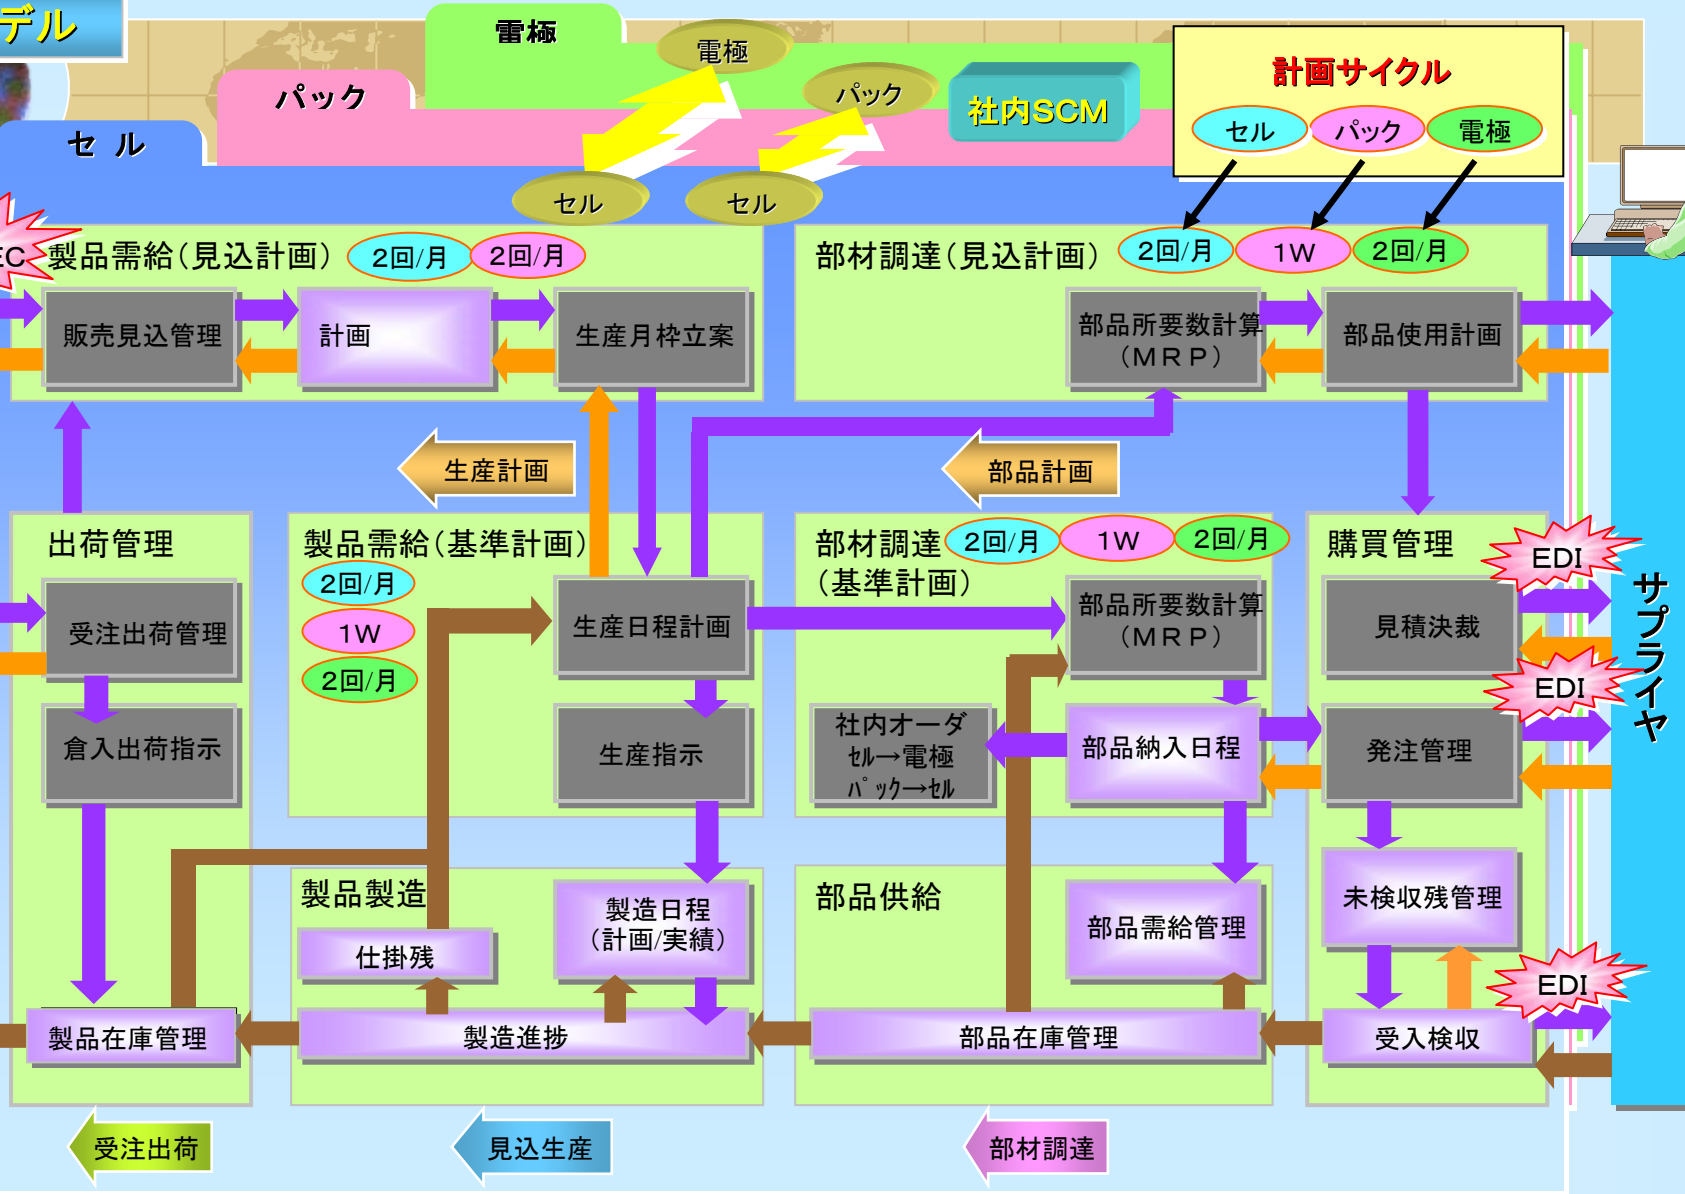 デル
電極
パック
セル
電極
パック
セル
セル
社内SCM
計画サイクル
セル
パック
電極
EC
製品需給(見込計画)
2回/月
2回/月
販売見込管理
計画
生産月枠立案
部材調達(見込計画)
2回/月
1W
2回/月
部品所要数計算
(MRP)
部品使用計画
生産計画
部品計画
出荷管理
受注出荷管理
倉入出荷指示
製品在庫管理
製品需給(基準計画)
2回/月
1W
2回/月
生産日程計画
生産指示
部材調達
(基準計画)
2回/月
1W
2回/月
部品所要数計算
(MRP)
社内オーダ
ｾﾙ→電極
ﾊﾟｯｸ→ｾﾙ
部品納入日程
購買管理
EDI
見積決裁
EDI
発注管理
未検収残管理
EDI
受入検収
サプライヤ
製品製造
仕掛残
製造日程
(計画/実績)
製造進捗
部品供給
部品需給管理
部品在庫管理
受注出荷
見込生産
部材調達